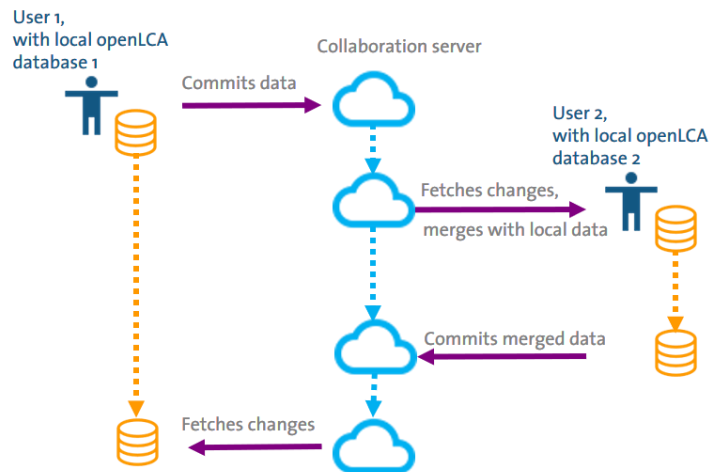 User 1,
with local openLCA
database 1
Collaboration server
Commits data
User 2,
with local openLCA
database 2
Fetches changes,
merges with local data
Commits merged data
Fetches changes